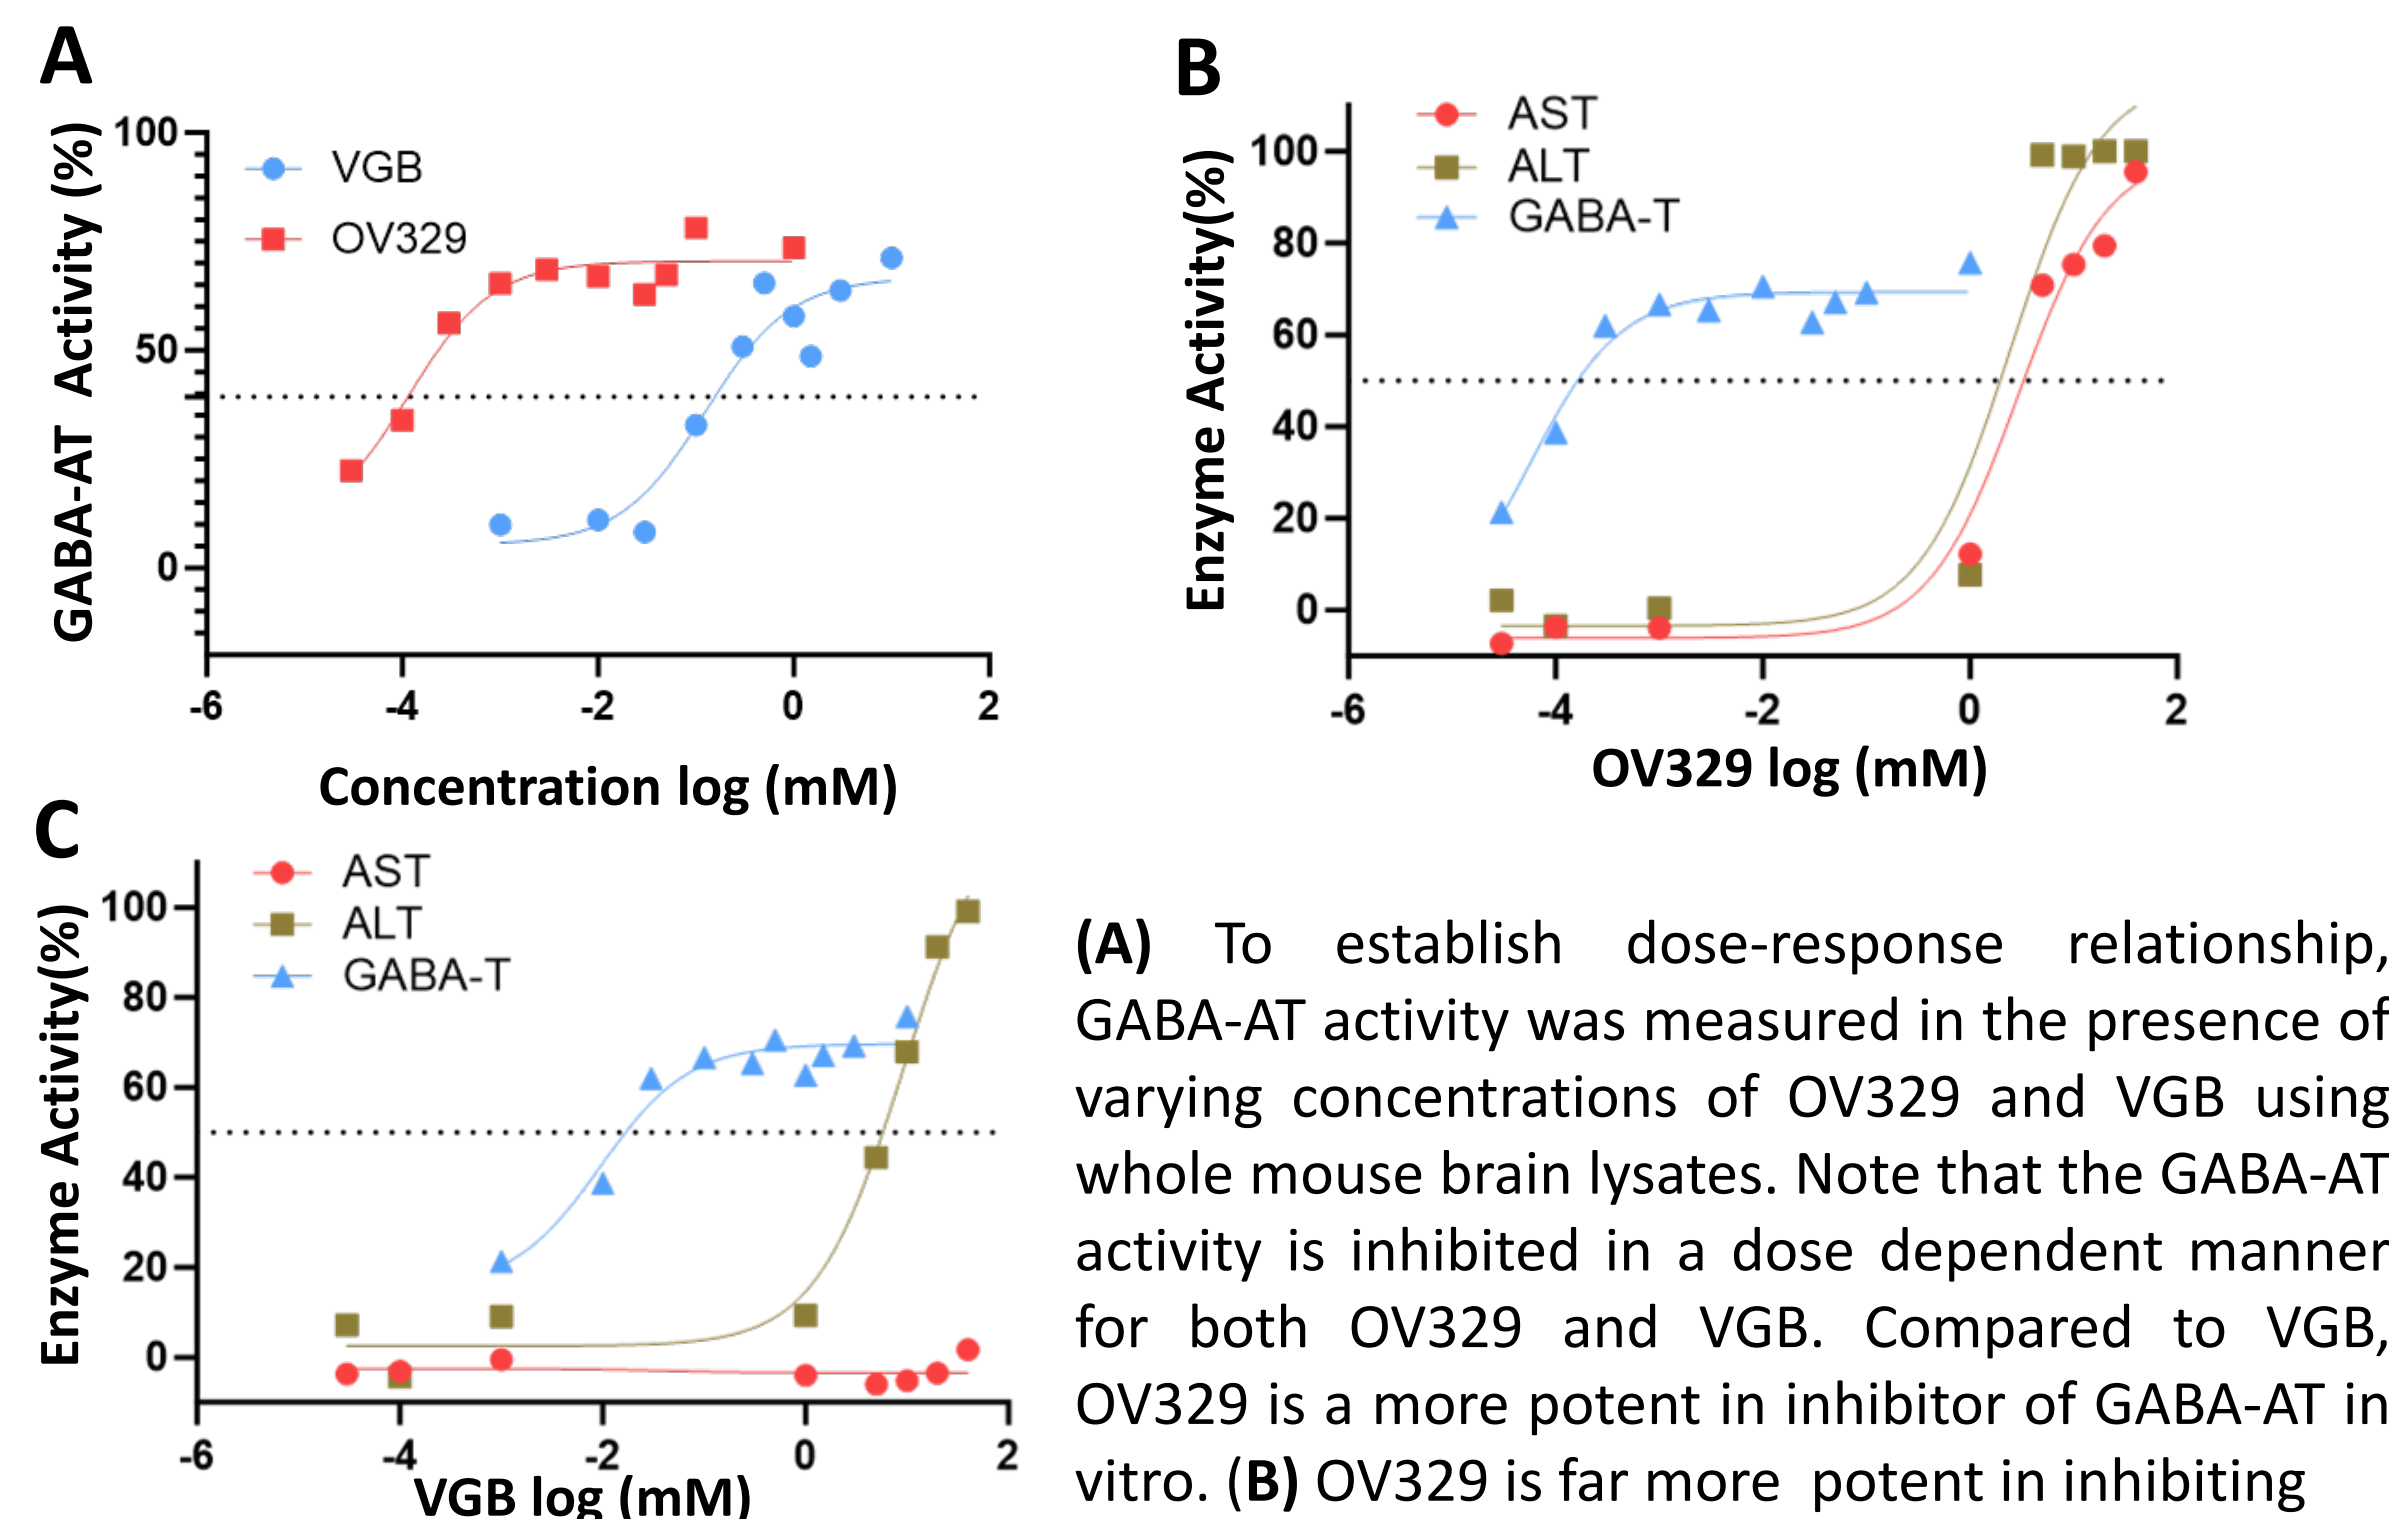 A
GABA-AT Activity (%)
100
50
0
VGB
OV329
-6 -4 -2 0 2
Concentration log (mM)
B
Enzyme Activity(%)
100
80
60
40
20
0
AST
ALT
GABA-T
-6 -4 -2 0 2
OV329 log (mM)
C
Enzyme Activity(%)
100
80
60
40
20
0
AST
ALT
GABA-T
-6 -4 -2 0 2
VGB log (mM)
(A) To establish dose-response relationship,
GABA-AT activity was measured in the presence of
varying concentrations of OV329 and VGB using
whole mouse brain lysates. Note that the GABA-AT
activity is inhibited in a dose dependent manner
for both OV329 and VGB. Compared to VGB,
OV329 is a more potent in inhibitor of GABA-AT in
vitro. (B) OV329 is far more potent in inhibiting